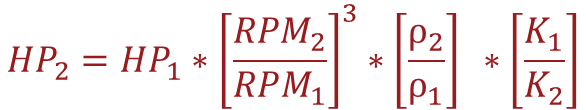 HP₂ = HP₁ * [RPM₂/RPM₁]³ * [ρ₂/ρ₁] * [K₁/K₂]